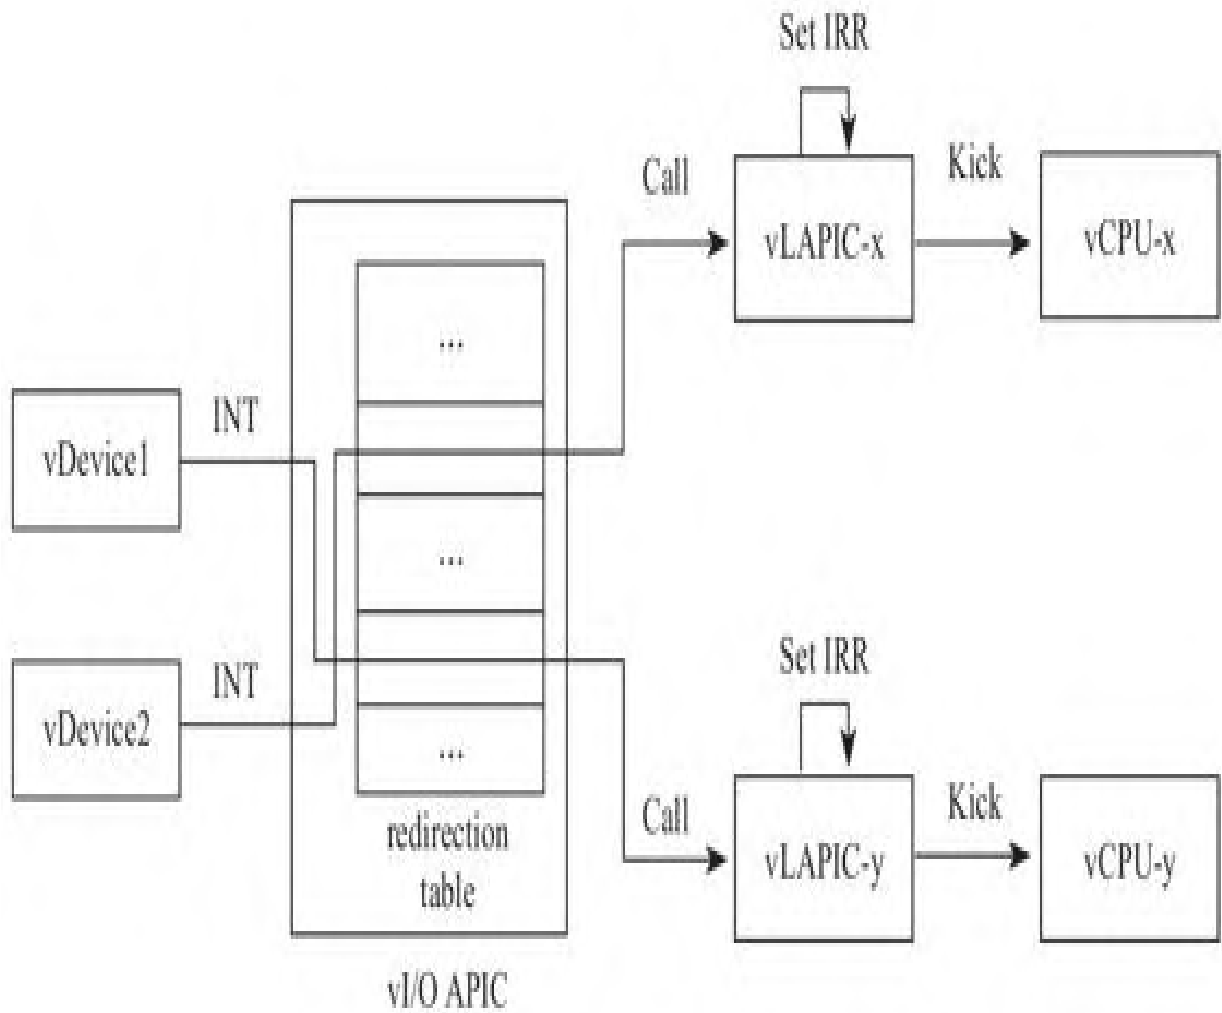 Set IRR
Call
Kick
vLAPIC-x
vCPU-x
...
INT
vDevice1
...
INT
vDevice2
Set IRR
...
Call
Kick
vLAPIC-y
vCPU-y
redirection
table
vI/O APIC